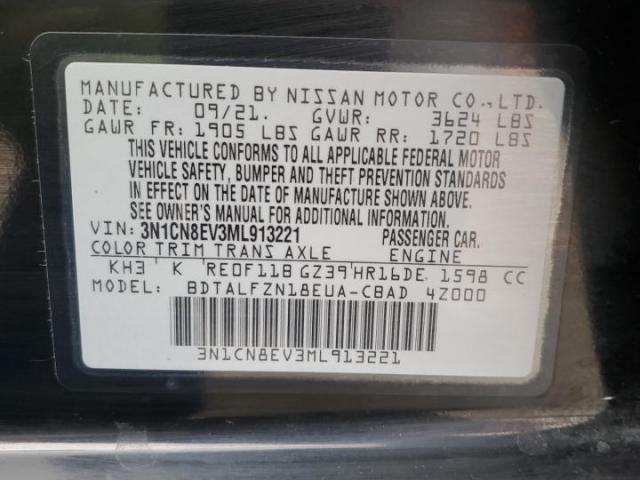 MANUFACTURED BY NISSAN MOTOR CO., LTD.
DATE: 09/21. GVWR: 3624 LBS
GAWR FR: 1905 LBS GAWR RR: 1720 LBS
THIS VEHICLE CONFORMS TO ALL APPLICABLE FEDERAL MOTOR
VEHICLE SAFETY, BUMPER AND THEFT PREVENTION STANDARDS
IN EFFECT ON THE DATE OF MANUFACTURE SHOWN ABOVE.
SEE OWNER'S MANUAL FOR ADDITIONAL INFORMATION.
VIN: 3N1CN8EV3ML913221 PASSENGER CAR.
COLOR TRIM TRANS AXLE ENGINE
KH3 ' K ' RE0F11B GZ39 ' HR16DE 1598 CC
MODEL: BDTALFZN18EUA-CBAD 4Z000
3N1CN8EV3ML913221